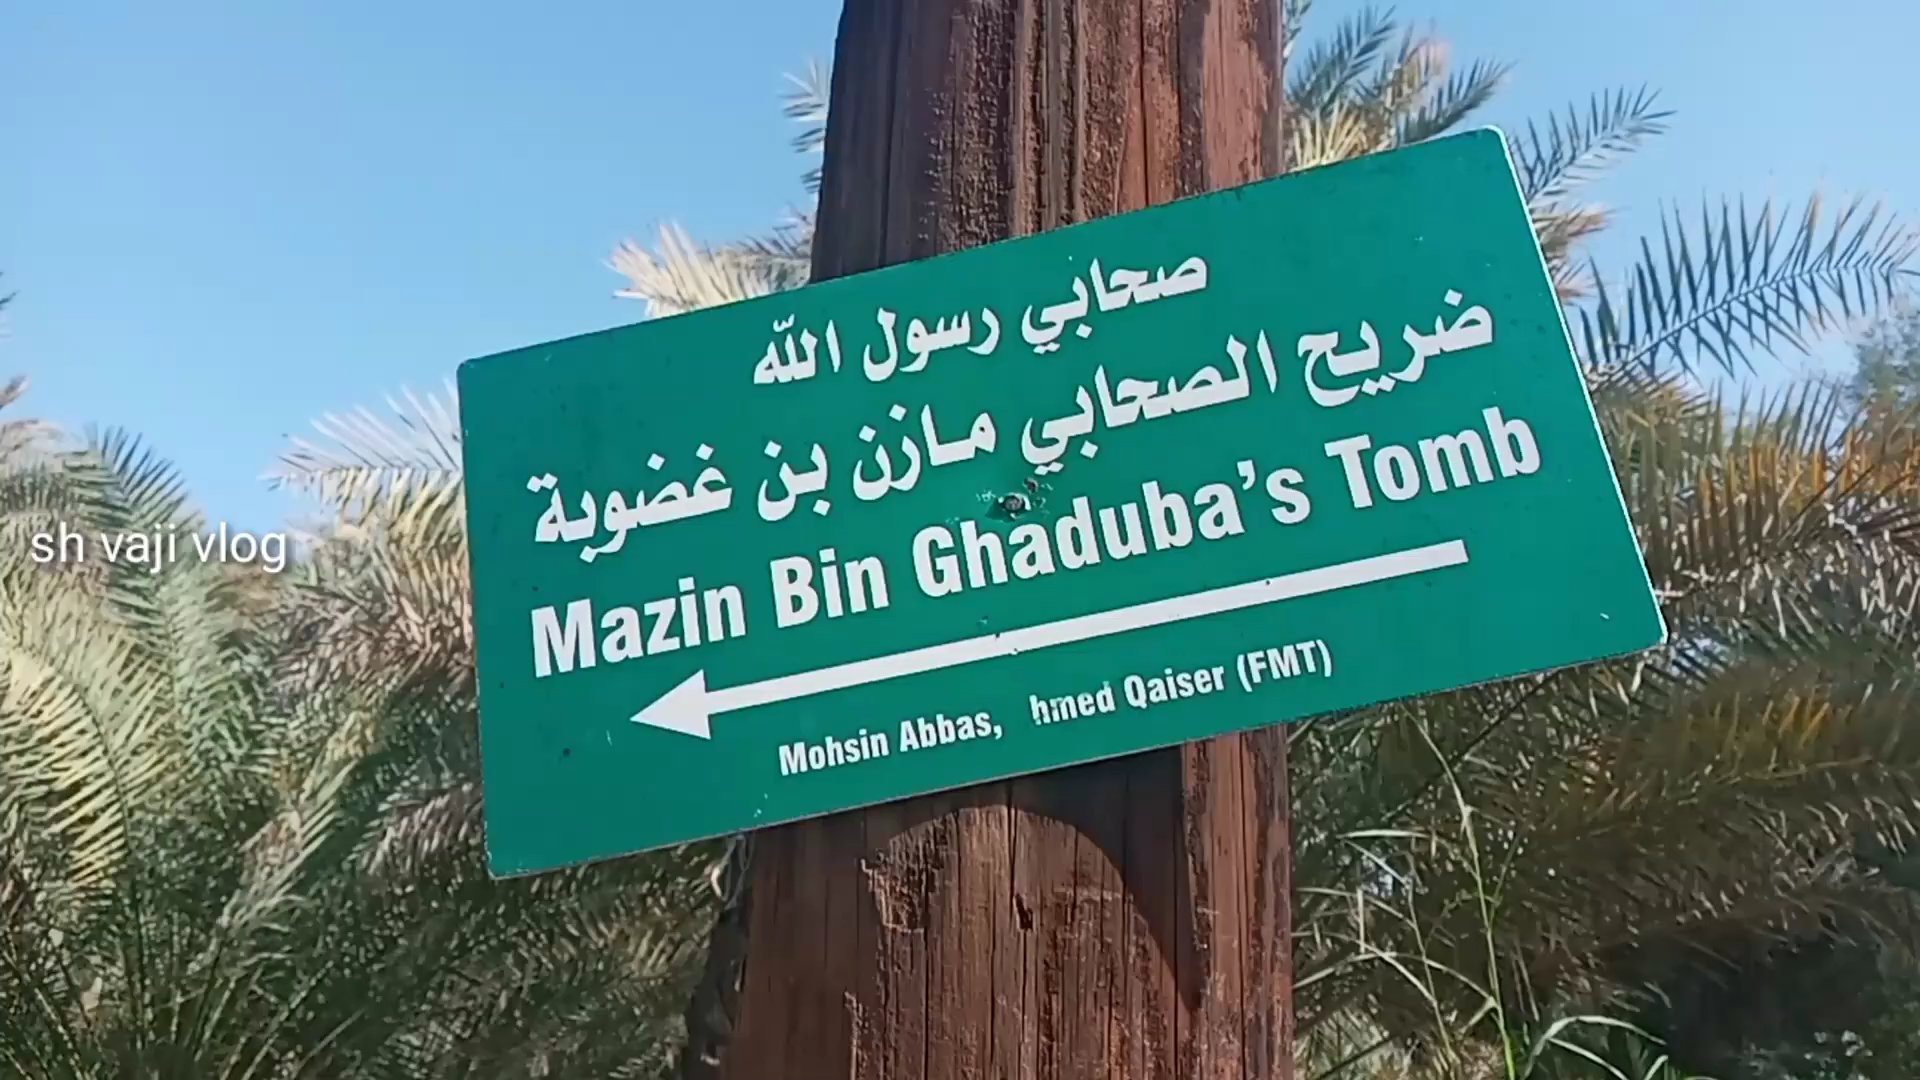 صحابي رسول الله
ضريح الصحابي مازن بن غضوبة
Mazin Bin Ghaduba's Tomb
Mohsin Abbas, hmed Qaiser (FMT)
sh vaji vlog